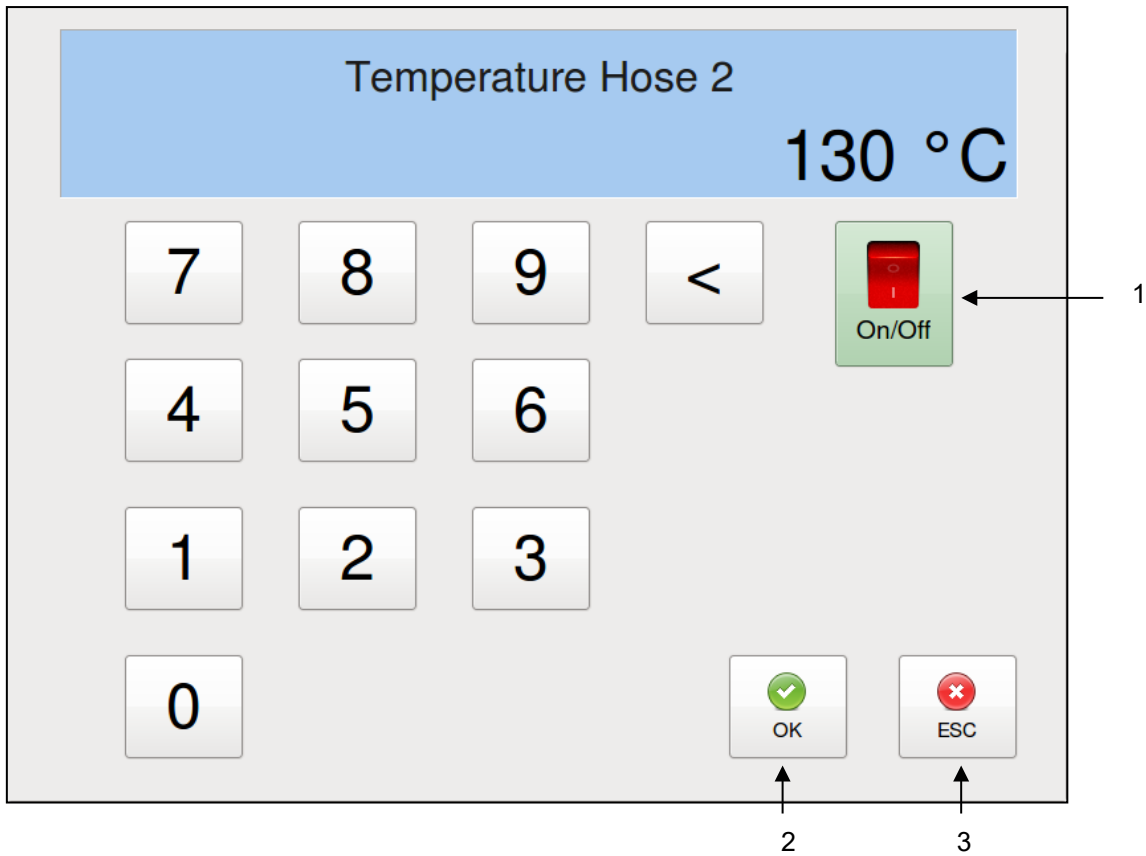 Temperature Hose 2
130 °C
7 8 9 <
O
I
On/Off
1
4 5 6
1 2 3
0
OK
ESC
2 3